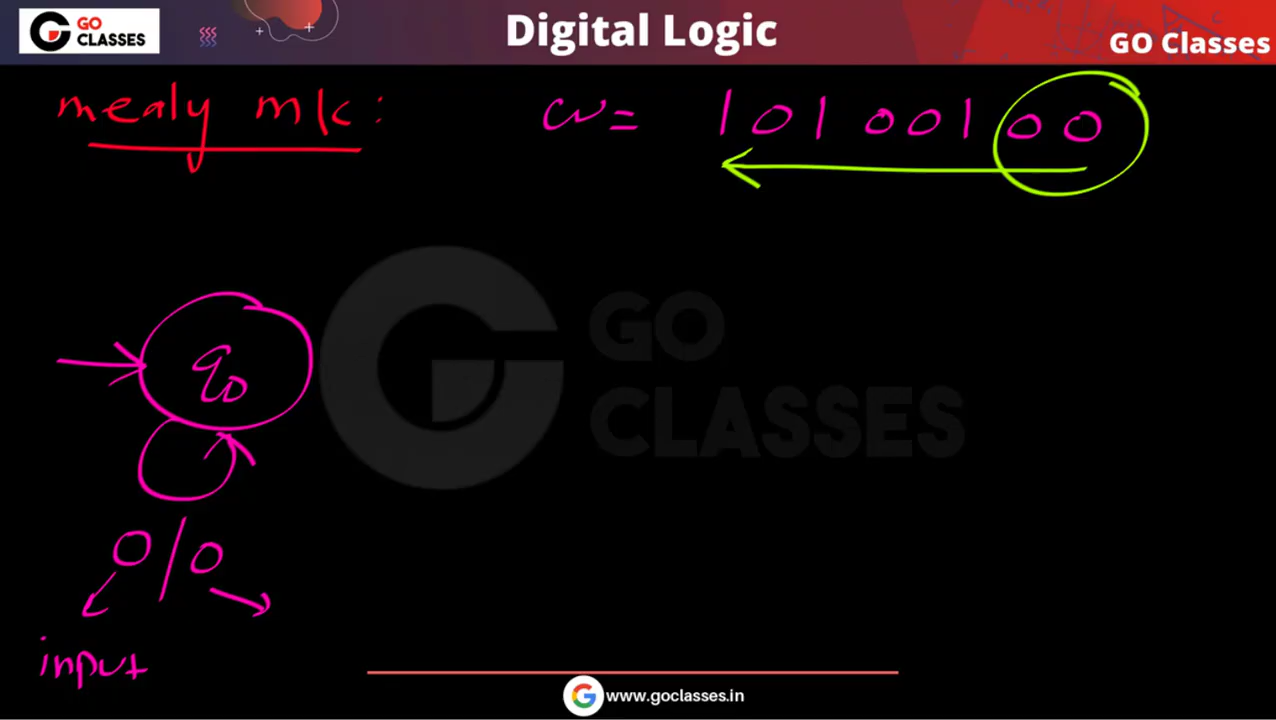 GO
CLASSES
Digital Logic
GO Classes
mealy m/c:
w = 1 0 1 0 0 1 0 0
GO
CLASSES
q0
0/0
input
www.goclasses.in